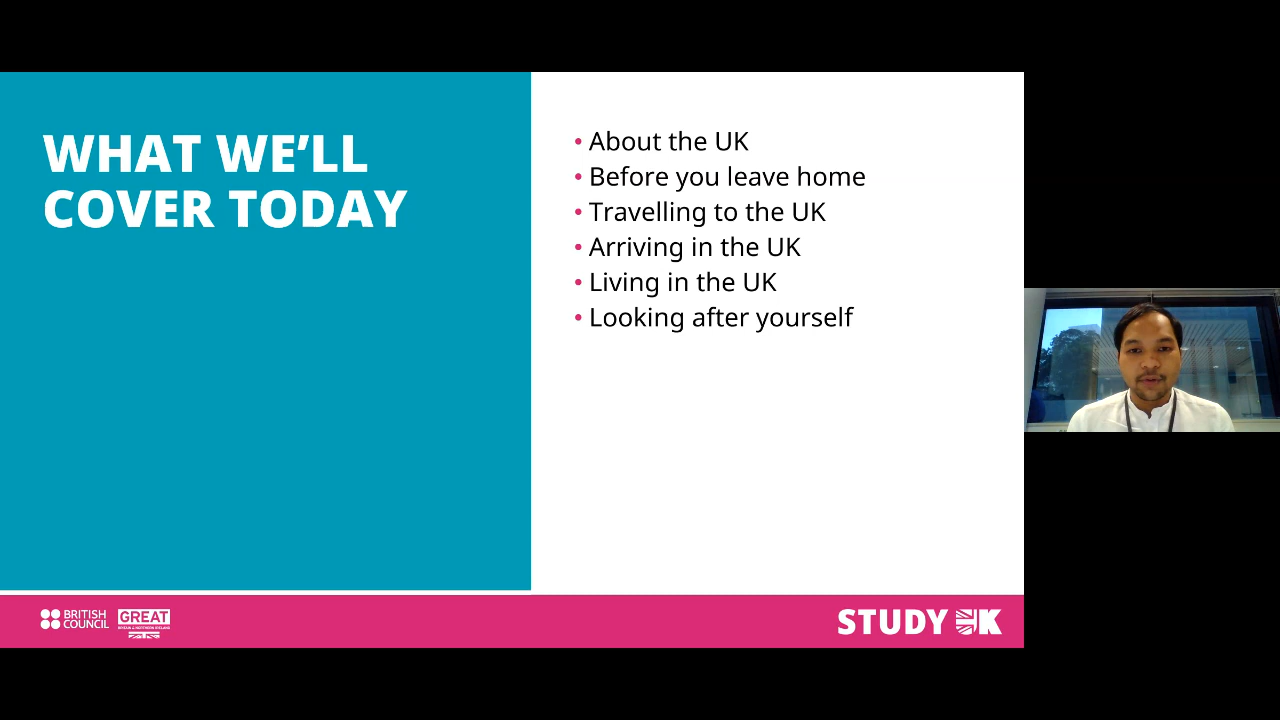 WHAT WE’LL
COVER TODAY
• About the UK
• Before you leave home
• Travelling to the UK
• Arriving in the UK
• Living in the UK
• Looking after yourself
BRITISH
COUNCIL
GREAT
BRITAIN & NORTHERN IRELAND
STUDY UK